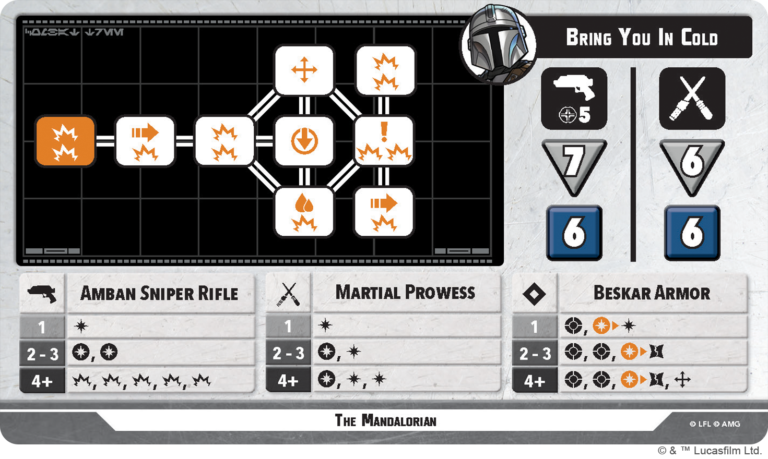 BRING YOU IN COLD
5
7 6
6 6
AMBAN SNIPER RIFLE
1
2 - 3
4+
MARTIAL PROWESS
1
2 - 3
4+
BESKAR ARMOR
1
2 - 3
4+
THE MANDALORIAN
© LFL © AMG
© & ™ Lucasfilm Ltd.